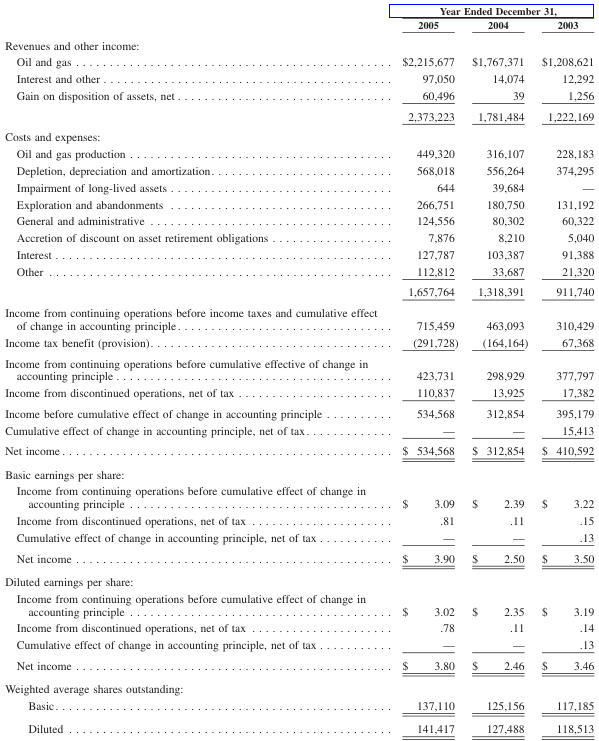 Year Ended December 31,
2005 2004 2003
Revenues and other income:
Oil and gas . . . . . . . . . . . . . . . . . . . . $2,215,677 $1,767,371 $1,208,621
Interest and other . . . . . . . . . . . . . . . . . . . . 97,050 14,074 12,292
Gain on disposition of assets, net . . . . . . . . . . . . . . . . . . . . 60,496 39 1,256
2,373,223 1,781,484 1,222,169
Costs and expenses:
Oil and gas production . . . . . . . . . . . . . . . . . . . . 449,320 316,107 228,183
Depletion, depreciation and amortization . . . . . . . . . . . . . . . . . . . . 568,018 556,264 374,295
Impairment of long-lived assets . . . . . . . . . . . . . . . . . . . . 644 39,684 —
Exploration and abandonments . . . . . . . . . . . . . . . . . . . . 266,751 180,750 131,192
General and administrative . . . . . . . . . . . . . . . . . . . . 124,556 80,302 60,322
Accretion of discount on asset retirement obligations . . . . . . . . . . . . . . . . . . . . 7,876 8,210 5,040
Interest . . . . . . . . . . . . . . . . . . . . 127,787 103,387 91,388
Other . . . . . . . . . . . . . . . . . . . . 112,812 33,687 21,320
1,657,764 1,318,391 911,740
Income from continuing operations before income taxes and cumulative effect
of change in accounting principle . . . . . . . . . . . . . . . . . . . . 715,459 463,093 310,429
Income tax benefit (provision) . . . . . . . . . . . . . . . . . . . . (291,728) (164,164) 67,368
Income from continuing operations before cumulative effective of change in
accounting principle . . . . . . . . . . . . . . . . . . . . 423,731 298,929 377,797
Income from discontinued operations, net of tax . . . . . . . . . . . . . . . . . . . . 110,837 13,925 17,382
Income before cumulative effect of change in accounting principle . . . . . . . . . . 534,568 312,854 395,179
Cumulative effect of change in accounting principle, net of tax . . . . . . . . . . . . . — — 15,413
Net income . . . . . . . . . . . . . . . . . . . . $ 534,568 $ 312,854 $ 410,592
Basic earnings per share:
Income from continuing operations before cumulative effect of change in
accounting principle . . . . . . . . . . . . . . . . . . . . $ 3.09 $ 2.39 $ 3.22
Income from discontinued operations, net of tax . . . . . . . . . . . . . . . . . . . . .81 .11 .15
Cumulative effect of change in accounting principle, net of tax . . . . . . . . . . . — — .13
Net income . . . . . . . . . . . . . . . . . . . . $ 3.90 $ 2.50 $ 3.50
Diluted earnings per share:
Income from continuing operations before cumulative effect of change in
accounting principle . . . . . . . . . . . . . . . . . . . . $ 3.02 $ 2.35 $ 3.19
Income from discontinued operations, net of tax . . . . . . . . . . . . . . . . . . . . .78 .11 .14
Cumulative effect of change in accounting principle, net of tax . . . . . . . . . . . — — .13
Net income . . . . . . . . . . . . . . . . . . . . $ 3.80 $ 2.46 $ 3.46
Weighted average shares outstanding:
Basic . . . . . . . . . . . . . . . . . . . . 137,110 125,156 117,185
Diluted . . . . . . . . . . . . . . . . . . . . 141,417 127,488 118,513